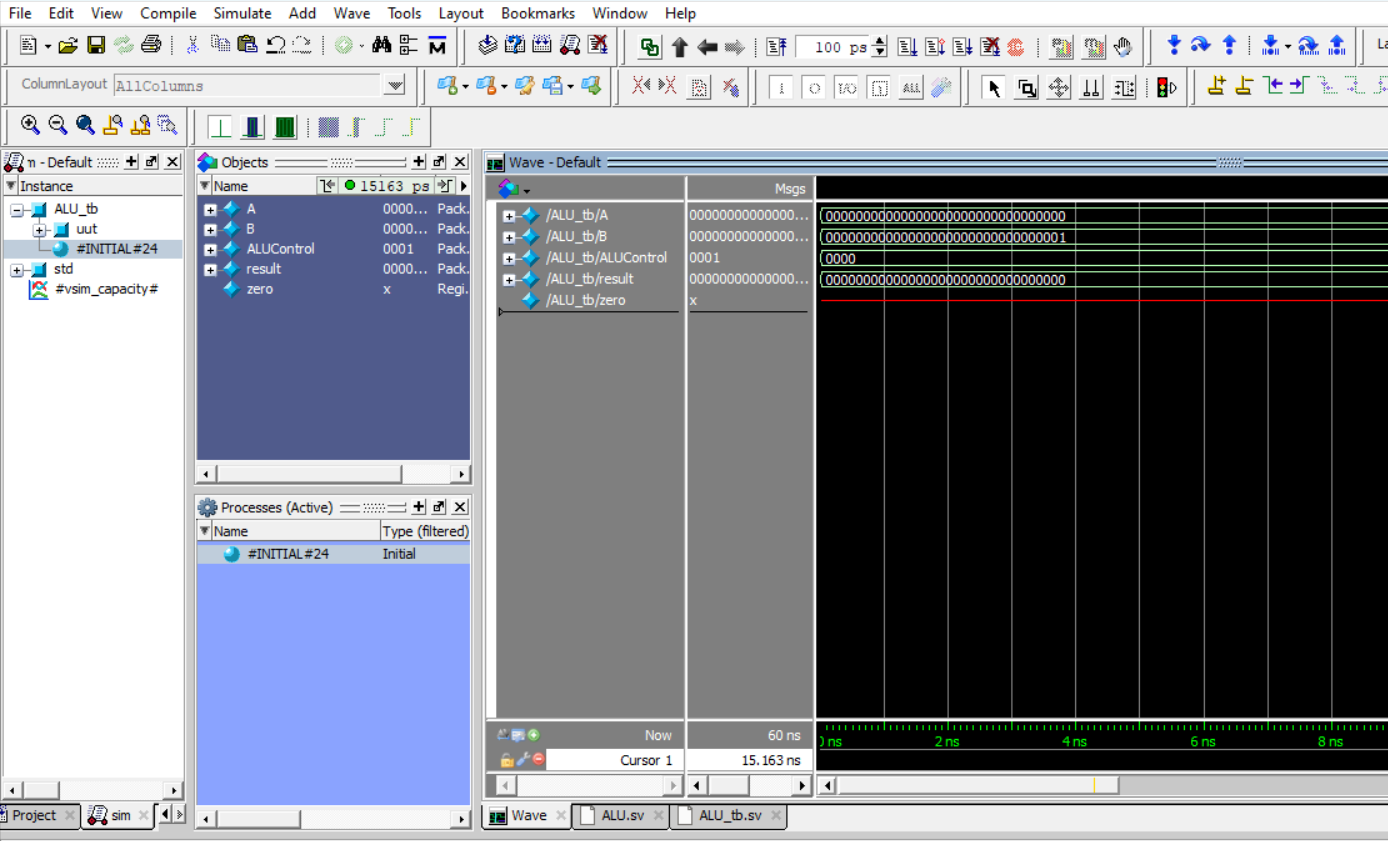 File Edit View Compile Simulate Add Wave Tools Layout Bookmarks Window Help
100 ps
ColumnLayout AllColumns
- Default
Instance
ALU_tb
uut
#INITIAL#24
std
#vsim_capacity#
Objects
Name 15163 ps
A 0000... Pack.
B 0000... Pack.
ALUControl 0001 Pack.
result 0000... Pack.
zero x Regi.
Processes (Active)
Name Type (filtered)
#INITIAL#24 Initial
Wave - Default
Msgs
/ALU_tb/A 00000000000000... 00000000000000000000000000000000
/ALU_tb/B 00000000000000... 00000000000000000000000000000001
/ALU_tb/ALUControl 0001 0000
/ALU_tb/result 00000000000000... 00000000000000000000000000000000
/ALU_tb/zero x
Now 60 ns
Cursor 1 15.163 ns
ns 2 ns 4 ns 6 ns 8 ns
Project sim
Wave ALU.sv ALU_tb.sv